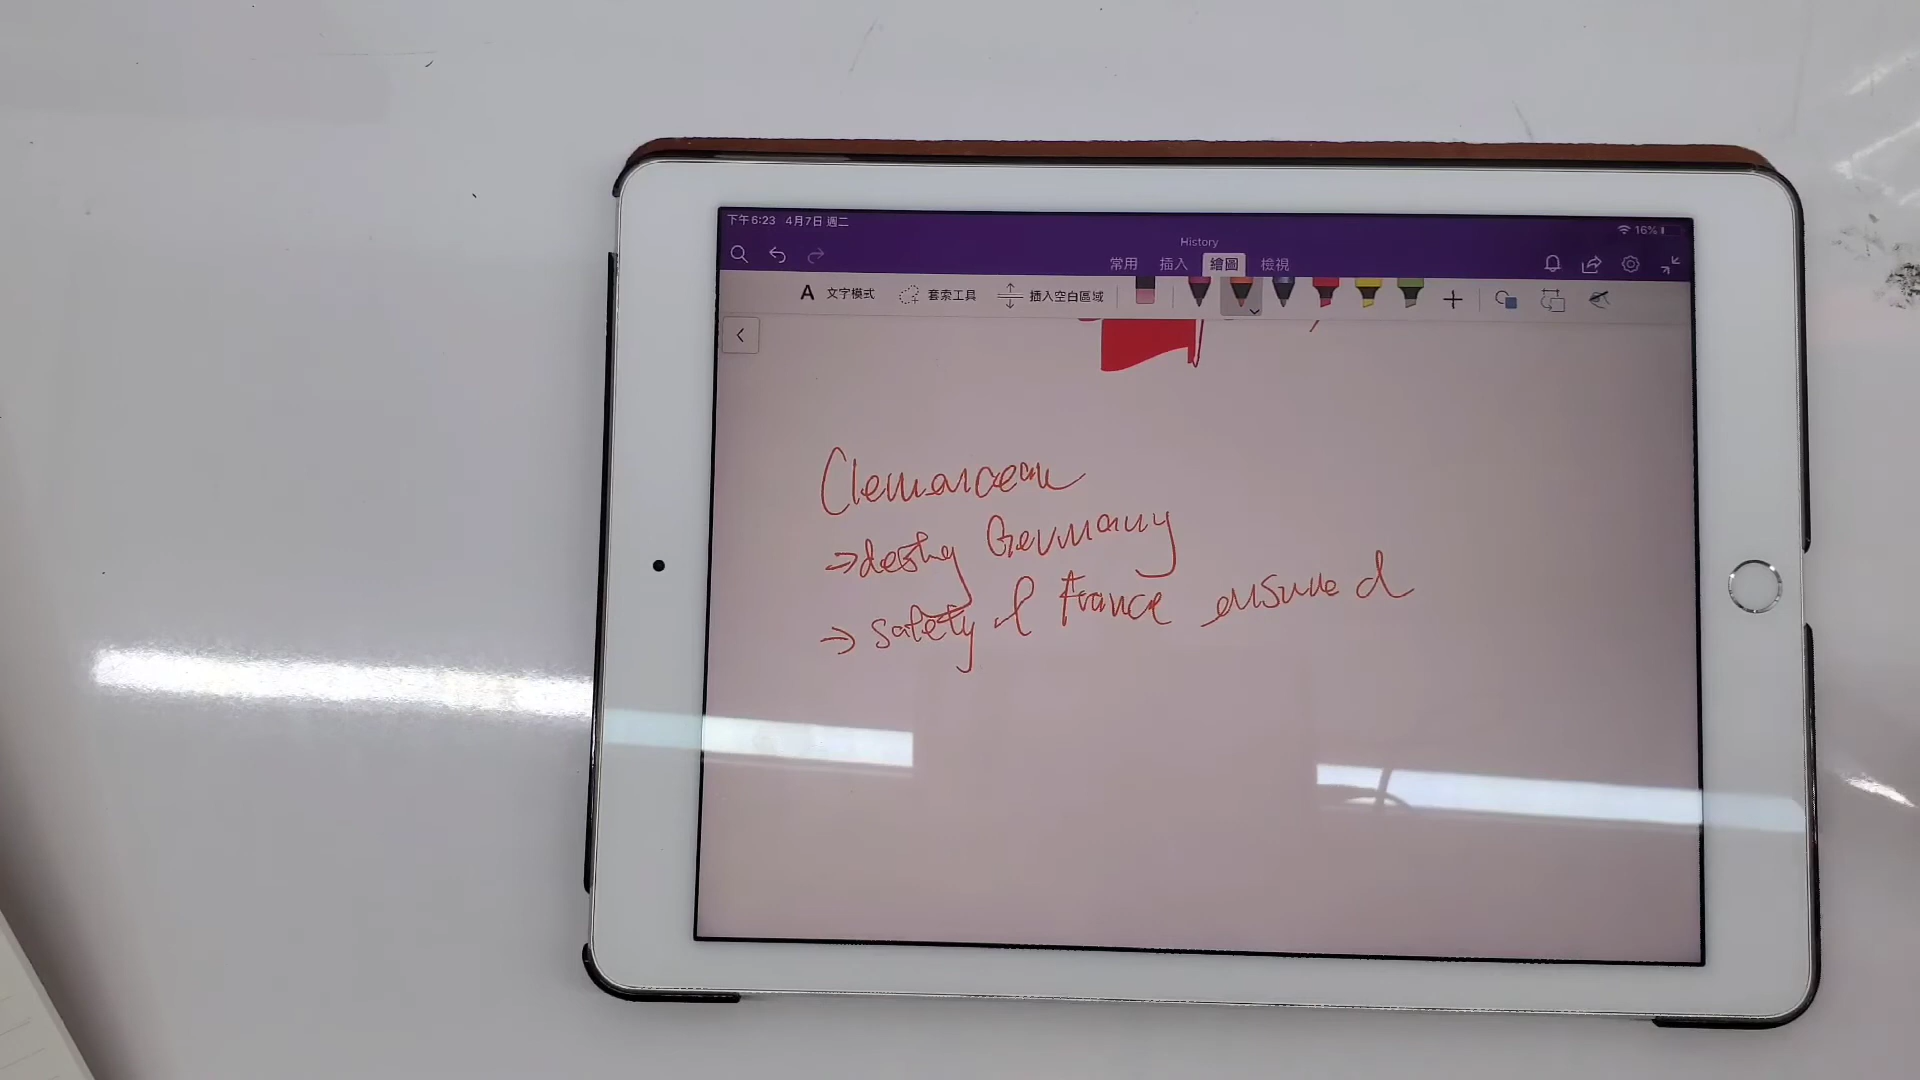 下午6:23 4月7日 週二
16%
History
常用 插入 繪圖 檢視
A 文字模式 套索工具 插入空白區域
Clemanceau
→destroy Germany
→ safety of France ensured